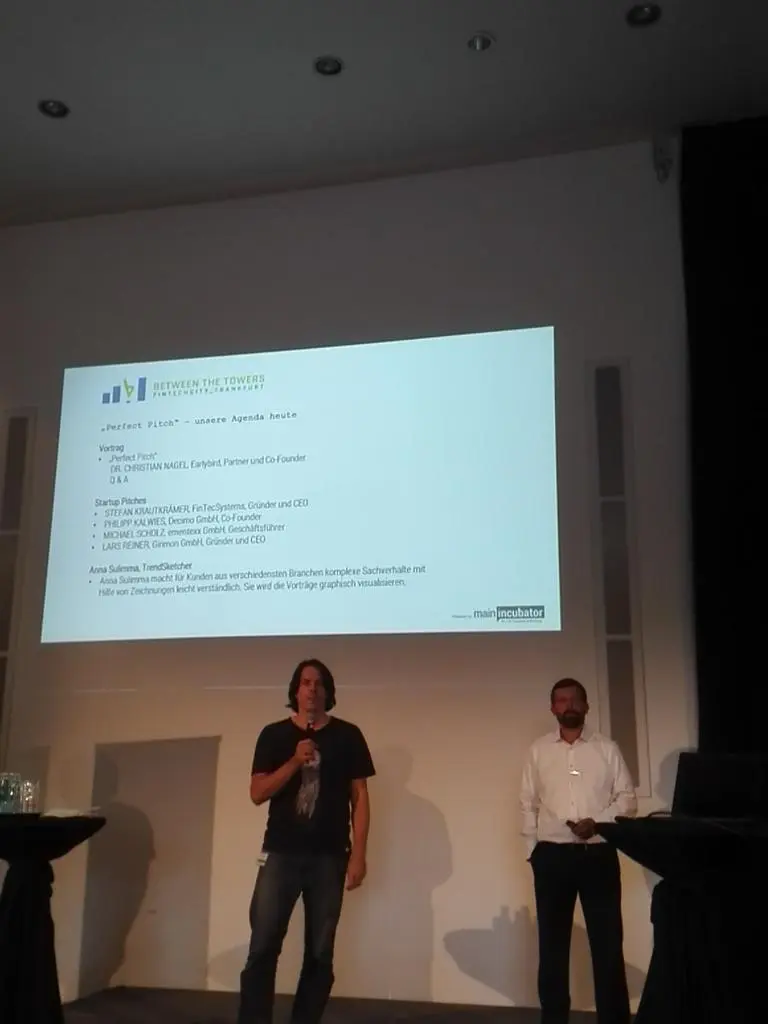 BETWEEN THE TOWERS
FINTECHCITY_FRANKFURT
„Perfect Pitch" - unsere Agenda heute
Vortrag
• „Perfect Pitch"
DR. CHRISTIAN NAGEL, Earlybird, Partner und Co-Founder
Q & A
Startup Pitches
• STEFAN KRAUTKRÄMER, FinTecSystems, Gründer und CEO
• PHILIPP KALWIES, Decimo GmbH, Co-Founder
• MICHAEL SCHOLZ, ementexx GmbH, Geschäftsführer
• LARS REINER, Ginmon GmbH, Gründer und CEO
Anna Sulimma, TrendSketcher
• Anna Sulimma macht für Kunden aus verschiedensten Branchen komplexe Sachverhalte mit
Hilfe von Zeichnungen leicht verständlich. Sie wird die Vorträge graphisch visualisieren.
main incubator